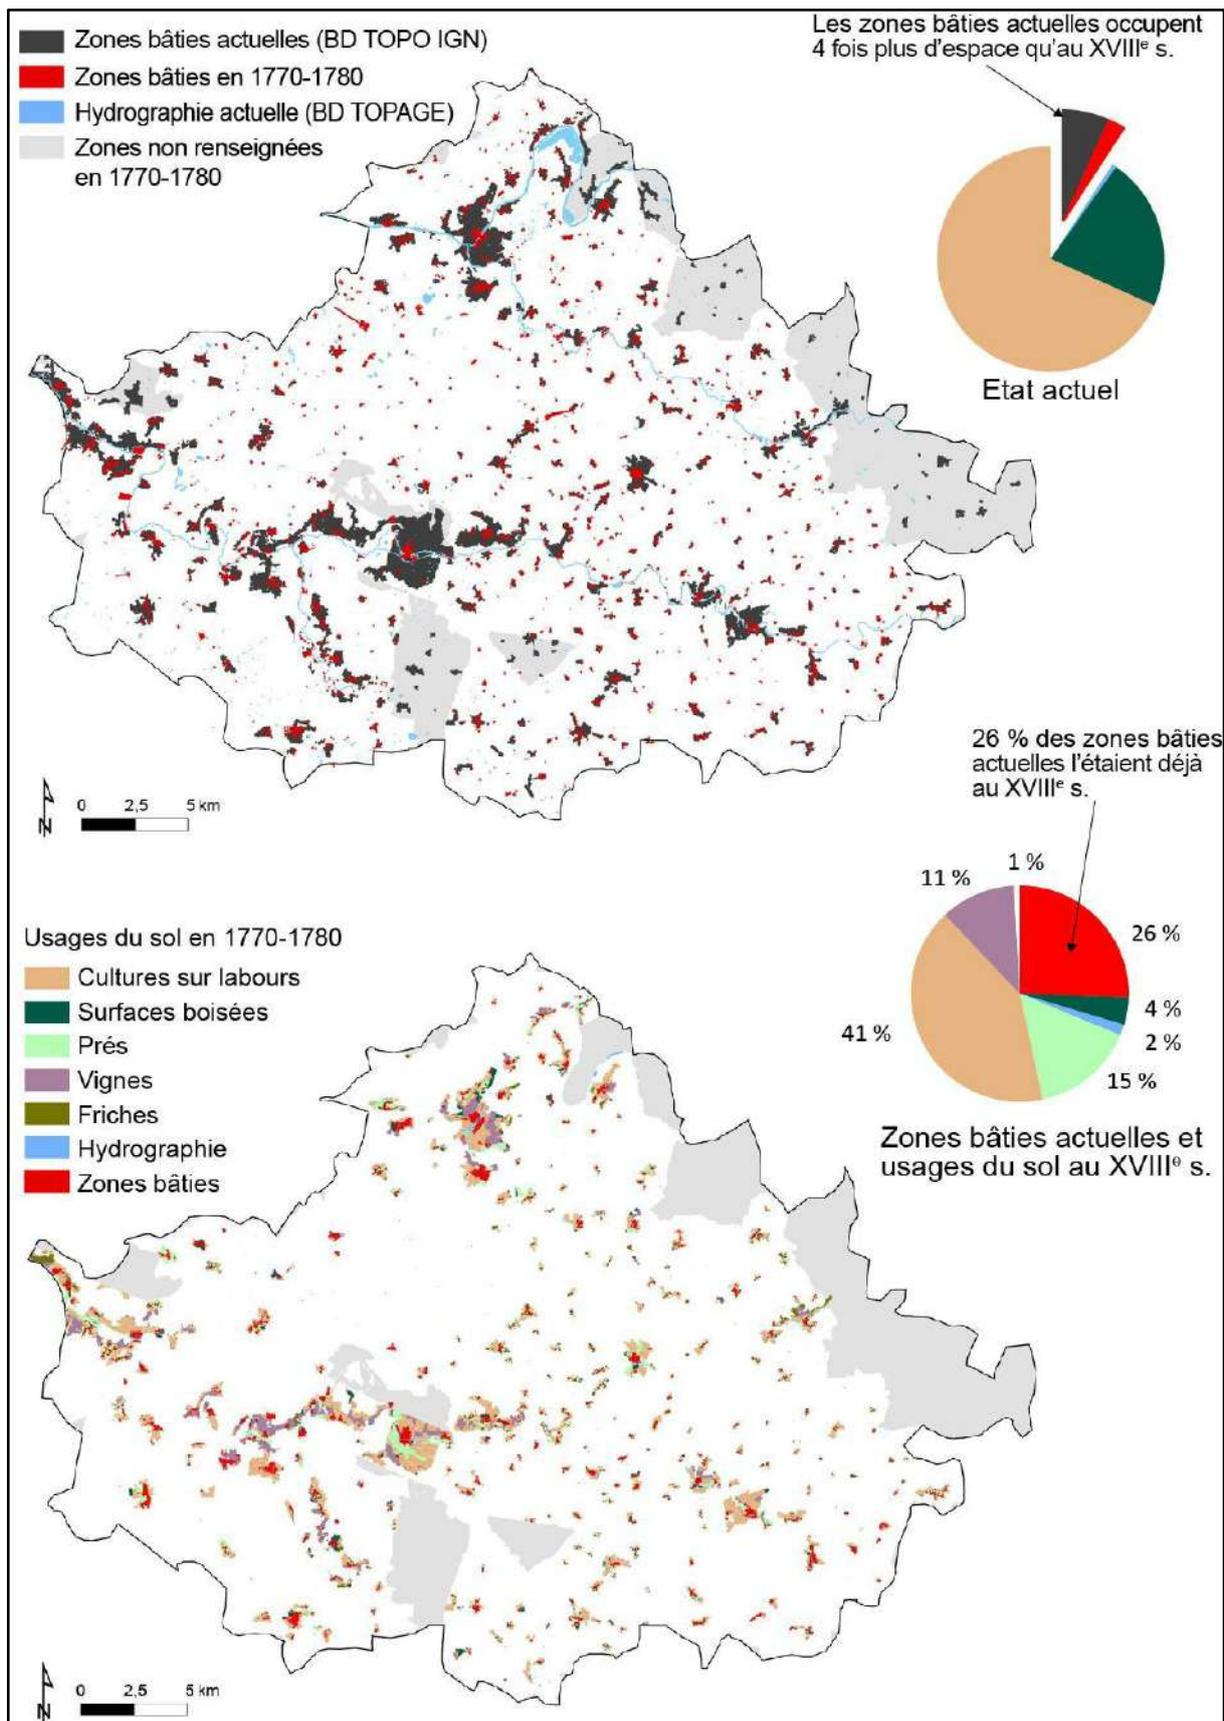 Zones bâties actuelles (BD TOPO IGN)
Zones bâties en 1770-1780
Hydrographie actuelle (BD TOPAGE)
Zones non renseignées
en 1770-1780
Les zones bâties actuelles occupent
4 fois plus d'espace qu'au XVIIIᵉ s.
Etat actuel
N
0 2,5 5 km
26 % des zones bâties
actuelles l'étaient déjà
au XVIIIᵉ s.
1 %
11 %
26 %
4 %
2 %
41 %
15 %
Zones bâties actuelles et
usages du sol au XVIIIᵉ s.
Usages du sol en 1770-1780
Cultures sur labours
Surfaces boisées
Prés
Vignes
Friches
Hydrographie
Zones bâties
N
0 2,5 5 km